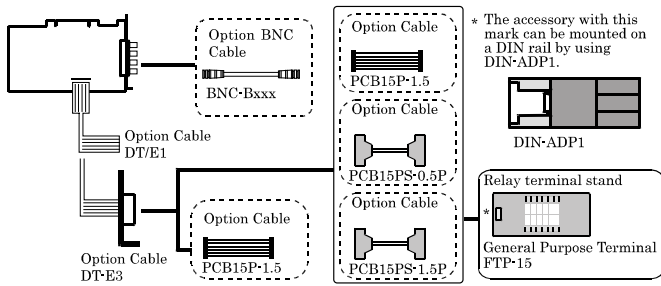 Option BNC
Cable
BNC-Bxxx
Option Cable
DT/E1
Option Cable
DT-E3
Option Cable
PCB15P-1.5
Option Cable
PCB15P-1.5
Option Cable
PCB15PS-0.5P
Option Cable
PCB15PS-1.5P
* The accessory with this
mark can be mounted on
a DIN rail by using
DIN-ADP1.
DIN-ADP1
Relay terminal stand
*
General Purpose Terminal
FTP-15